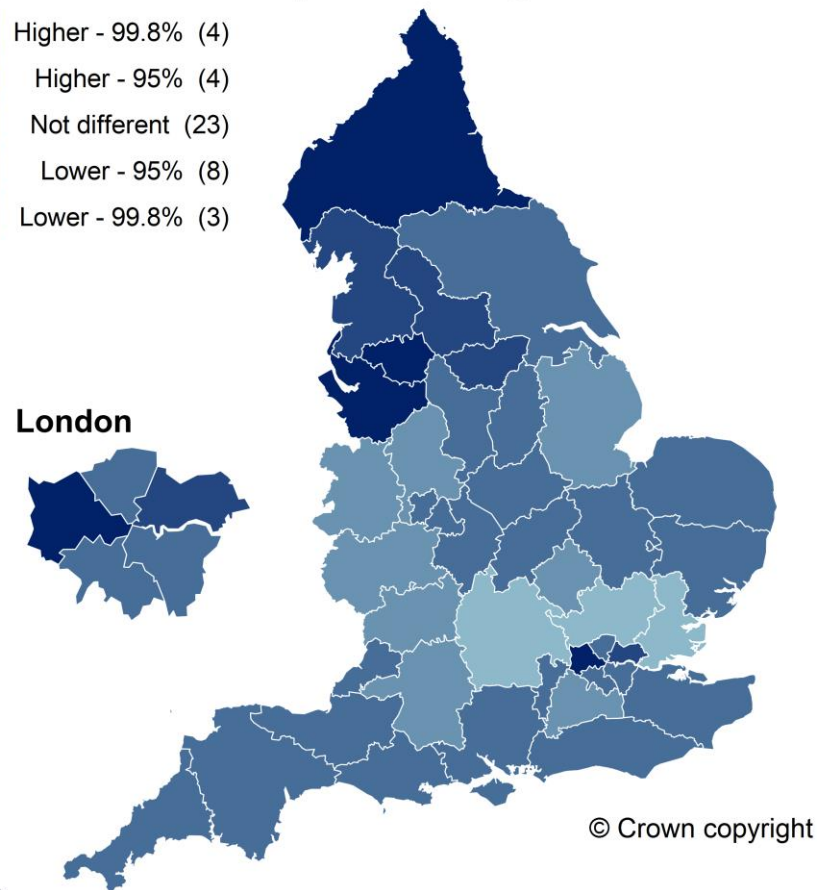 Higher - 99.8% (4)
Higher - 95% (4)
Not different (23)
Lower - 95% (8)
Lower - 99.8% (3)
London
© Crown copyright